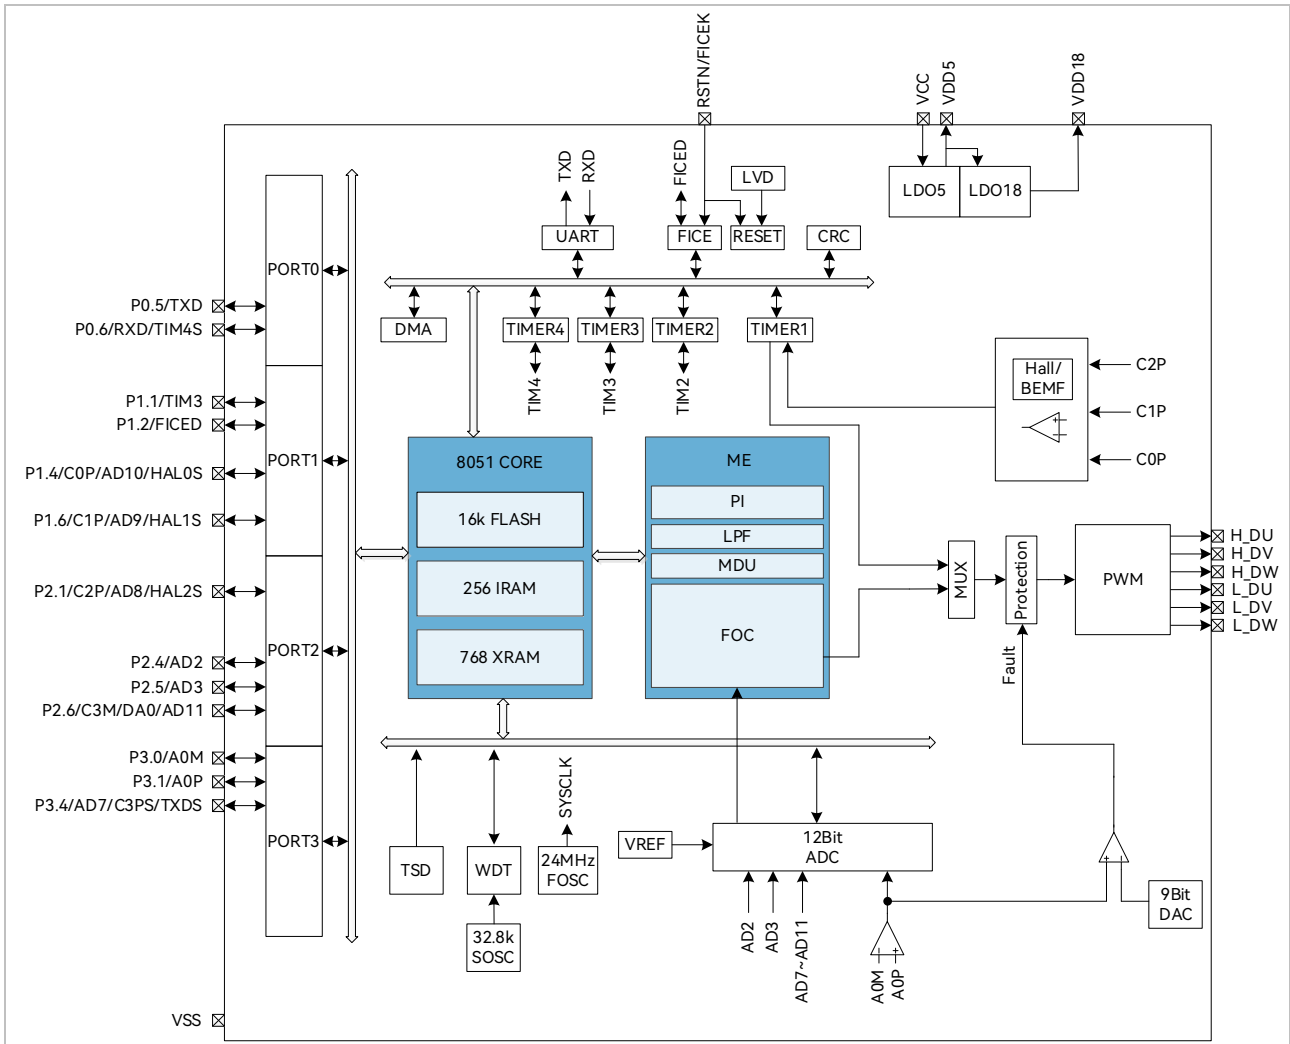 RSTN/FICEK
VCC
VDD5
VDD18
TXD
RXD
FICED
LVD
LDO5
LDO18
UART
FICE
RESET
CRC
PORT0
P0.5/TXD
P0.6/RXD/TIM4S
DMA
TIMER4
TIMER3
TIMER2
TIMER1
TIM4
TIM3
TIM2
Hall/
BEMF
C2P
C1P
C0P
P1.1/TIM3
P1.2/FICED
PORT1
P1.4/C0P/AD10/HAL0S
P1.6/C1P/AD9/HAL1S
8051 CORE
16k FLASH
256 IRAM
768 XRAM
ME
PI
LPF
MDU
FOC
MUX
Protection
Fault
PWM
H_DU
H_DV
H_DW
L_DU
L_DV
L_DW
P2.1/C2P/AD8/HAL2S
PORT2
P2.4/AD2
P2.5/AD3
P2.6/C3M/DA0/AD11
P3.0/A0M
P3.1/A0P
P3.4/AD7/C3PS/TXDS
PORT3
SYSCLK
TSD
WDT
24MHz
FOSC
VREF
12Bit
ADC
32.8k
SOSC
AD2
AD3
AD7~AD11
A0M
A0P
9Bit
DAC
VSS